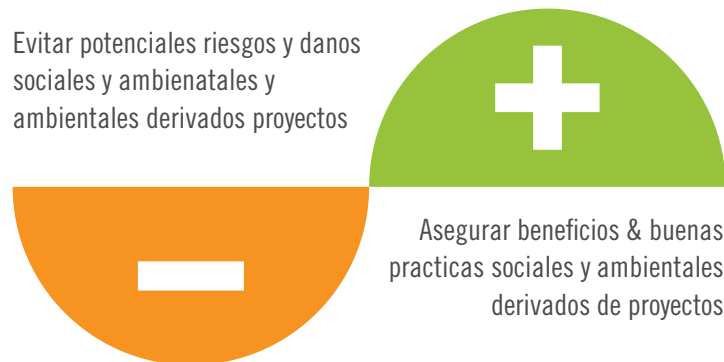 Evitar potenciales riesgos y danos
sociales y ambienatales y
ambientales derivados proyectos
Asegurar beneficios & buenas
practicas sociales y ambientales
derivados de proyectos